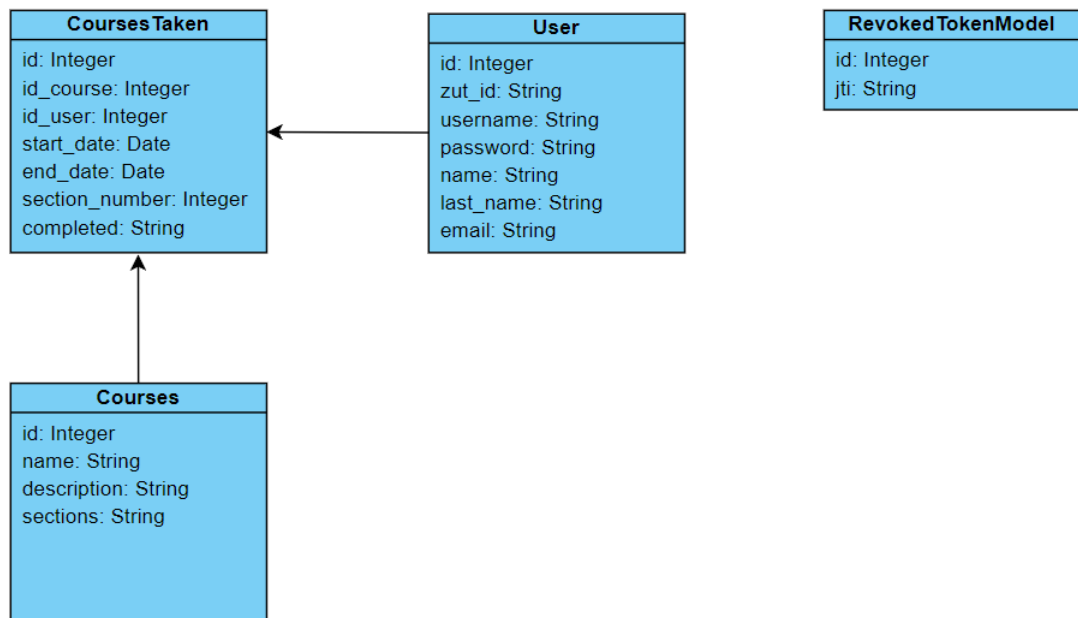 CoursesTaken
id: Integer
id_course: Integer
id_user: Integer
start_date: Date
end_date: Date
section_number: Integer
completed: String
User
id: Integer
zut_id: String
username: String
password: String
name: String
last_name: String
email: String
RevokedTokenModel
id: Integer
jti: String
Courses
id: Integer
name: String
description: String
sections: String